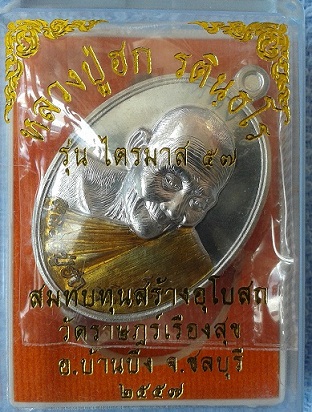 หลวงปู่ฮก รตินฺธโร
รุ่น ไตรมาส ๕๗
สมทบทุนสร้างอุโบสถ
วัดราษฎร์เรืองสุข
อ.บ้านบึง จ.ชลบุรี
๒๕๕๗